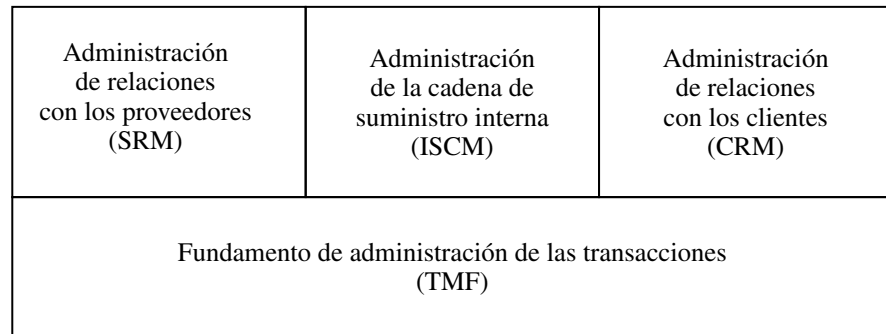 Administración
de relaciones
con los proveedores
(SRM)
Administración
de la cadena de
suministro interna
(ISCM)
Administración
de relaciones
con los clientes
(CRM)
Fundamento de administración de las transacciones
(TMF)